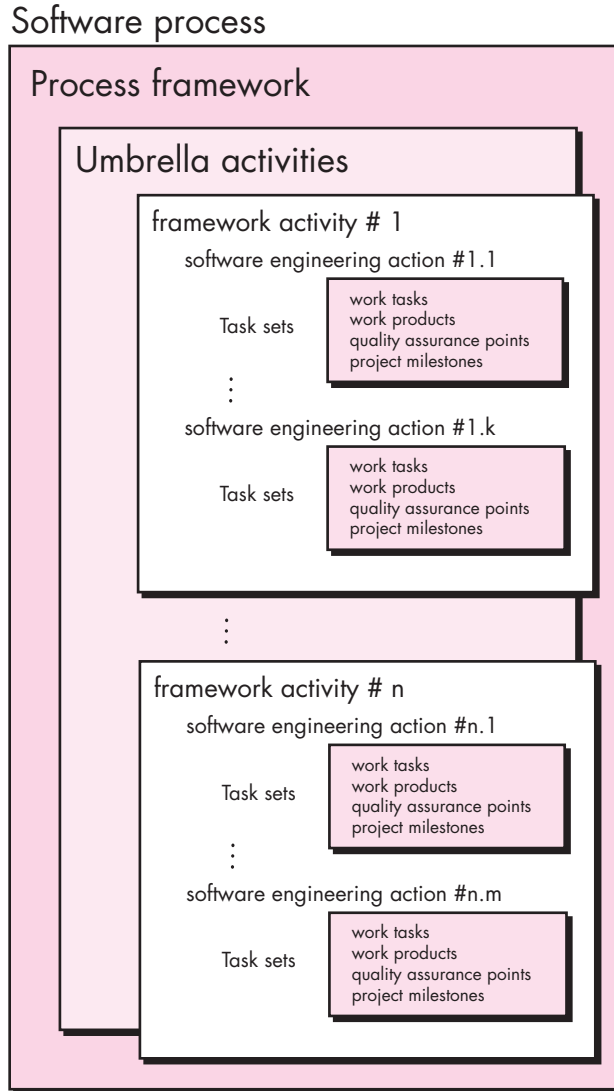 Software process
Process framework
Umbrella activities
framework activity # 1
software engineering action #1.1
Task sets
work tasks
work products
quality assurance points
project milestones
software engineering action #1.k
Task sets
work tasks
work products
quality assurance points
project milestones
framework activity # n
software engineering action #n.1
Task sets
work tasks
work products
quality assurance points
project milestones
software engineering action #n.m
Task sets
work tasks
work products
quality assurance points
project milestones